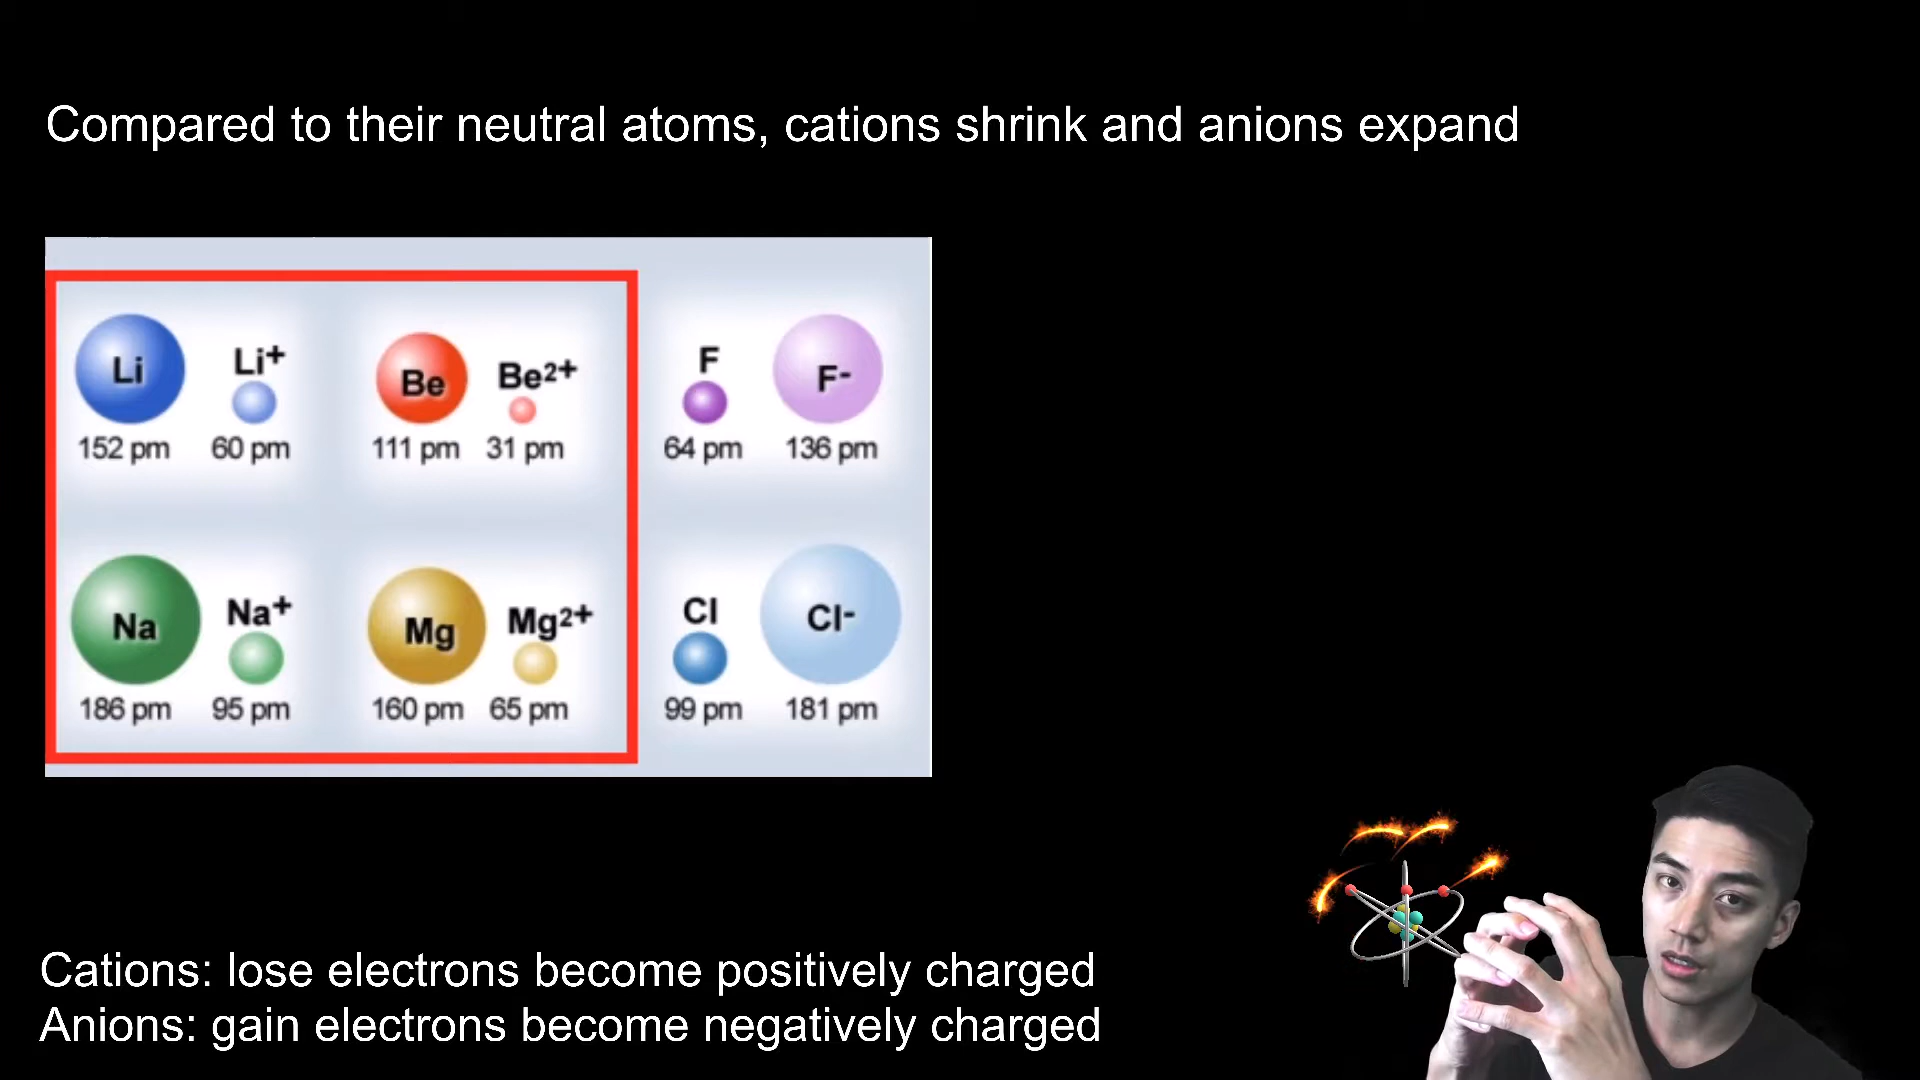 Compared to their neutral atoms, cations shrink and anions expand
Li Li+ Be Be2+ F F-
152 pm 60 pm 111 pm 31 pm 64 pm 136 pm
Na Na+ Mg Mg2+ Cl Cl-
186 pm 95 pm 160 pm 65 pm 99 pm 181 pm
Cations: lose electrons become positively charged
Anions: gain electrons become negatively charged